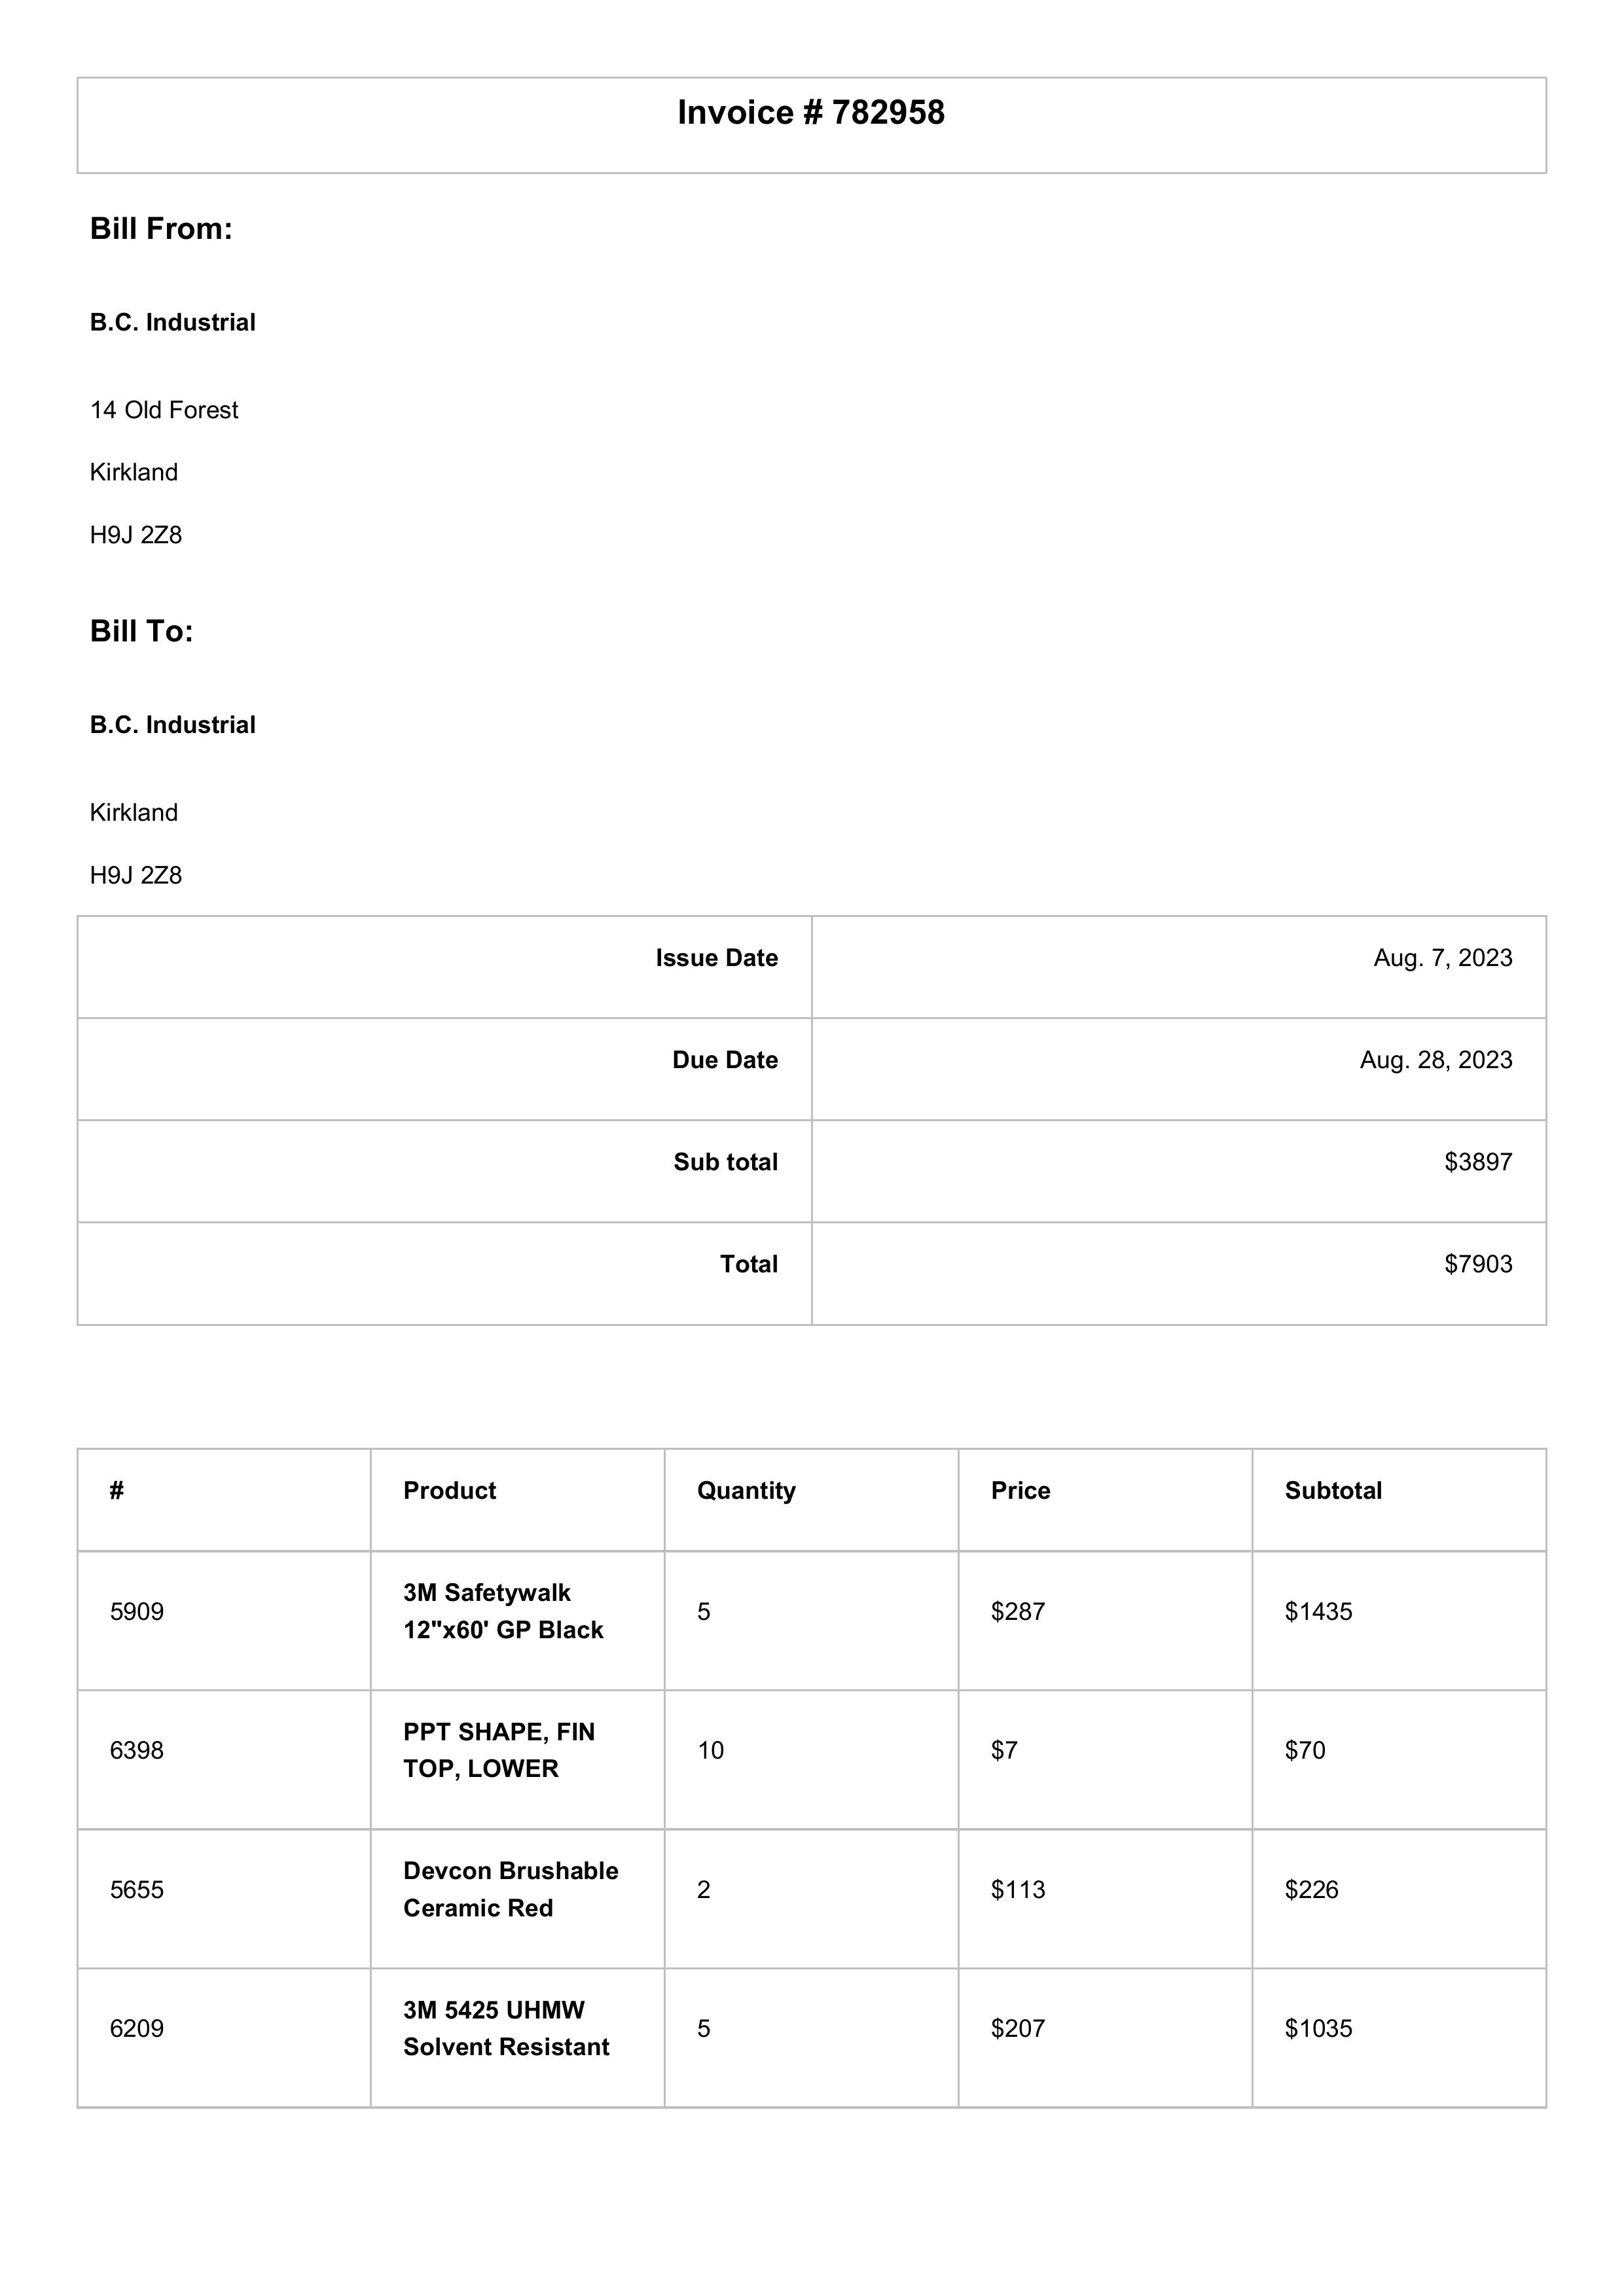 Invoice # 782958
Bill From:
B.C. Industrial
14 Old Forest
Kirkland
H9J 2Z8
Bill To:
B.C. Industrial
Kirkland
H9J 2Z8
Issue Date Aug. 7, 2023
Due Date Aug. 28, 2023
Sub total $3897
Total $7903
# Product Quantity Price Subtotal
5909 3M Safetywalk 5 $287 $1435
12"x60' GP Black
6398 PPT SHAPE, FIN 10 $7 $70
TOP, LOWER
5655 Devcon Brushable 2 $113 $226
Ceramic Red
6209 3M 5425 UHMW 5 $207 $1035
Solvent Resistant